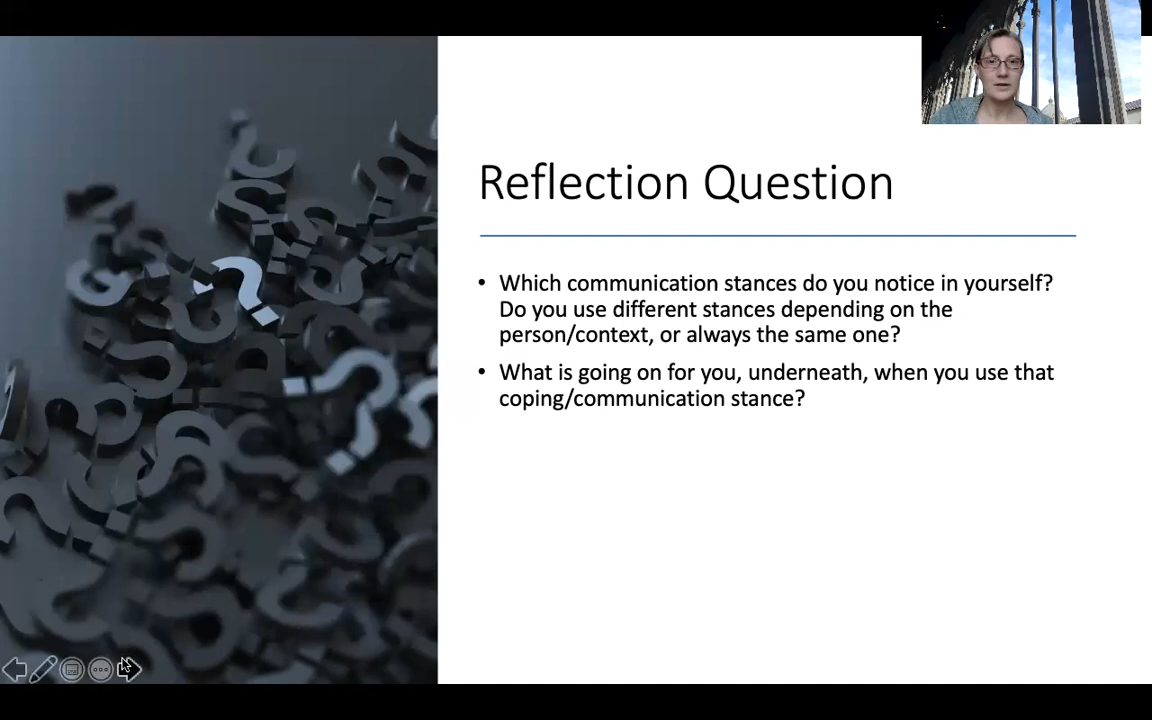 Reflection Question
• Which communication stances do you notice in yourself?
Do you use different stances depending on the
person/context, or always the same one?
• What is going on for you, underneath, when you use that
coping/communication stance?